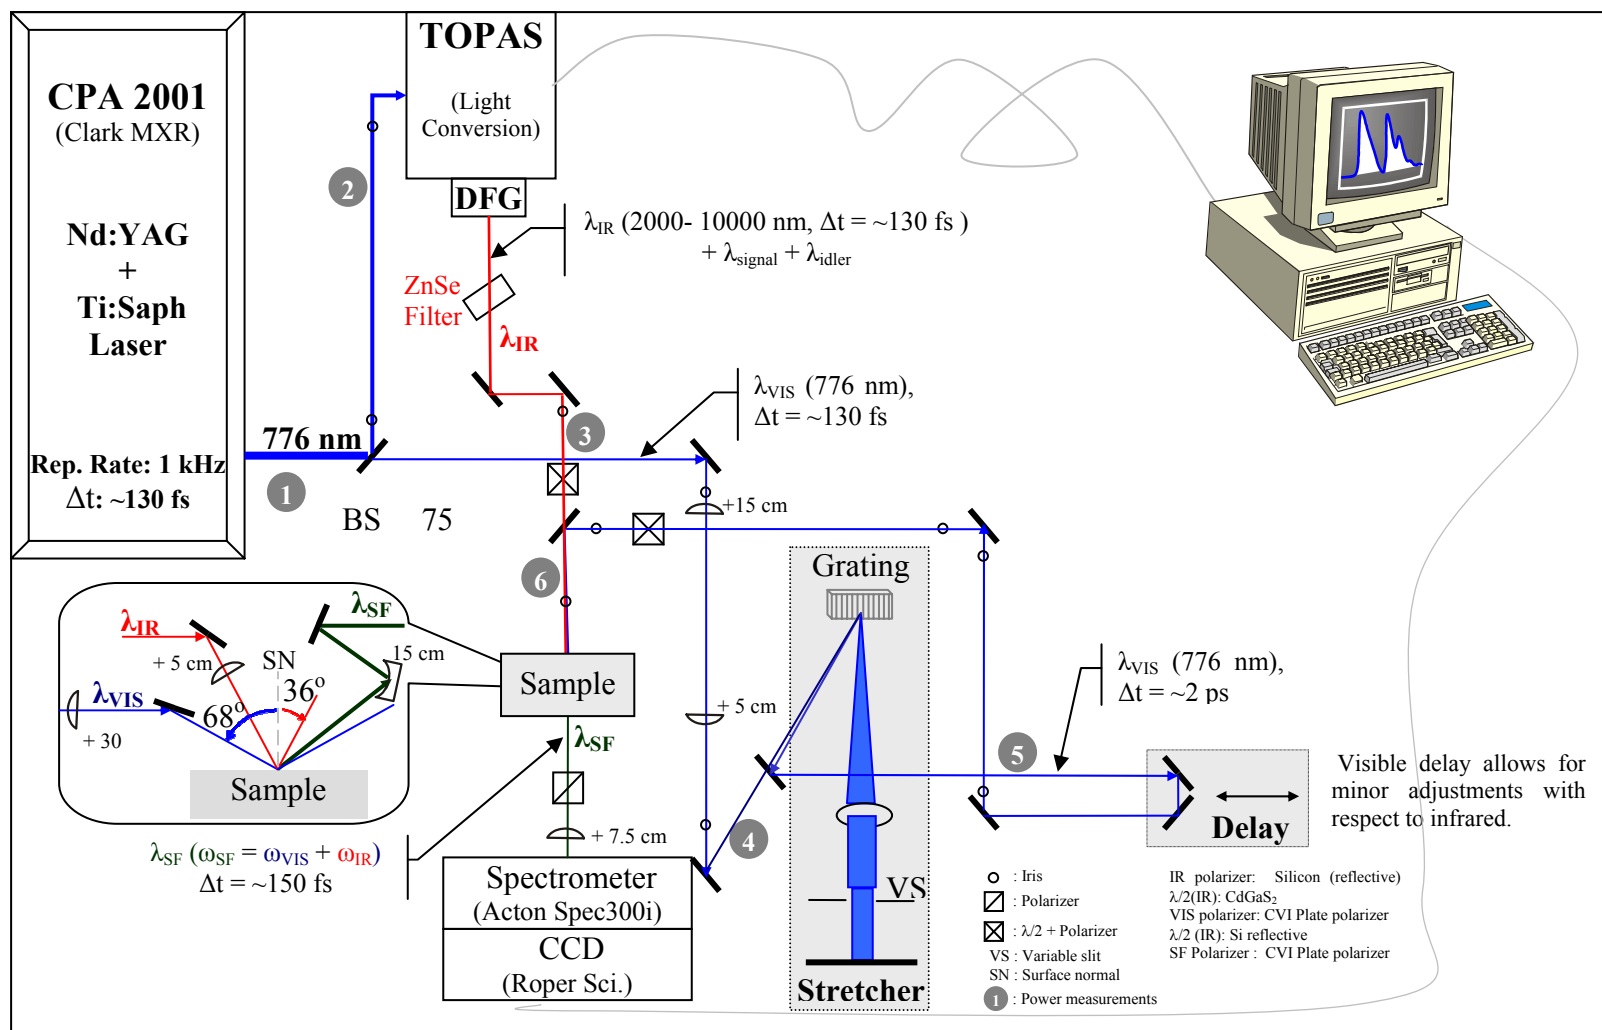 CPA 2001
(Clark MXR)
Nd:YAG
+
Ti:Saph
Laser
Rep. Rate: 1 kHz
Δt: ~130 fs
TOPAS
(Light
Conversion)
DFG
2
λIR (2000- 10000 nm, Δt = ~130 fs )
+ λsignal + λidler
ZnSe
Filter
λIR
776 nm
1
BS 75
3
λVIS (776 nm),
Δt = ~130 fs
+15 cm
6
Grating
λSF
λIR
+ 5 cm
SN
15 cm
36o
λVIS
68o
+ 30
Sample
Sample
λSF
+ 5 cm
λVIS (776 nm),
Δt = ~2 ps
5
Delay
Visible delay allows for
minor adjustments with
respect to infrared.
4
+ 7.5 cm
λSF (ωSF = ωVIS + ωIR)
Δt = ~150 fs
Spectrometer
(Acton Spec300i)
CCD
(Roper Sci.)
VS
Stretcher
: Iris
: Polarizer
: λ/2 + Polarizer
VS : Variable slit
SN : Surface normal
1 : Power measurements
IR polarizer: Silicon (reflective)
λ/2(IR): CdGaS2
VIS polarizer: CVI Plate polarizer
λ/2 (IR): Si reflective
SF Polarizer : CVI Plate polarizer